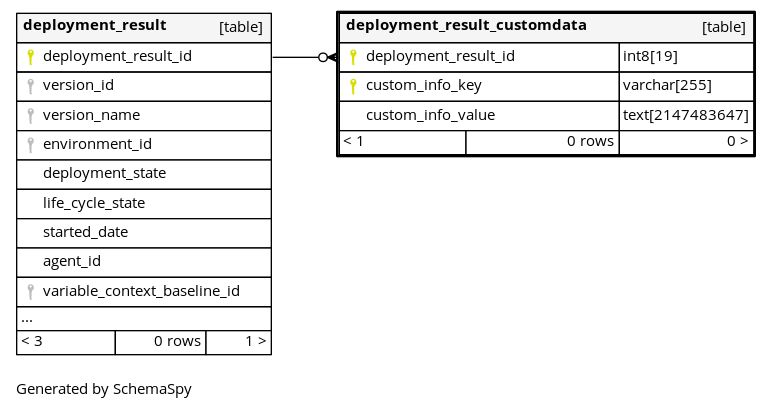 deployment_result [table]
deployment_result_id
version_id
version_name
environment_id
deployment_state
life_cycle_state
started_date
agent_id
variable_context_baseline_id
...
< 3 0 rows 1 >
deployment_result_customdata [table]
deployment_result_id int8[19]
custom_info_key varchar[255]
custom_info_value text[2147483647]
< 1 0 rows 0 >
Generated by SchemaSpy